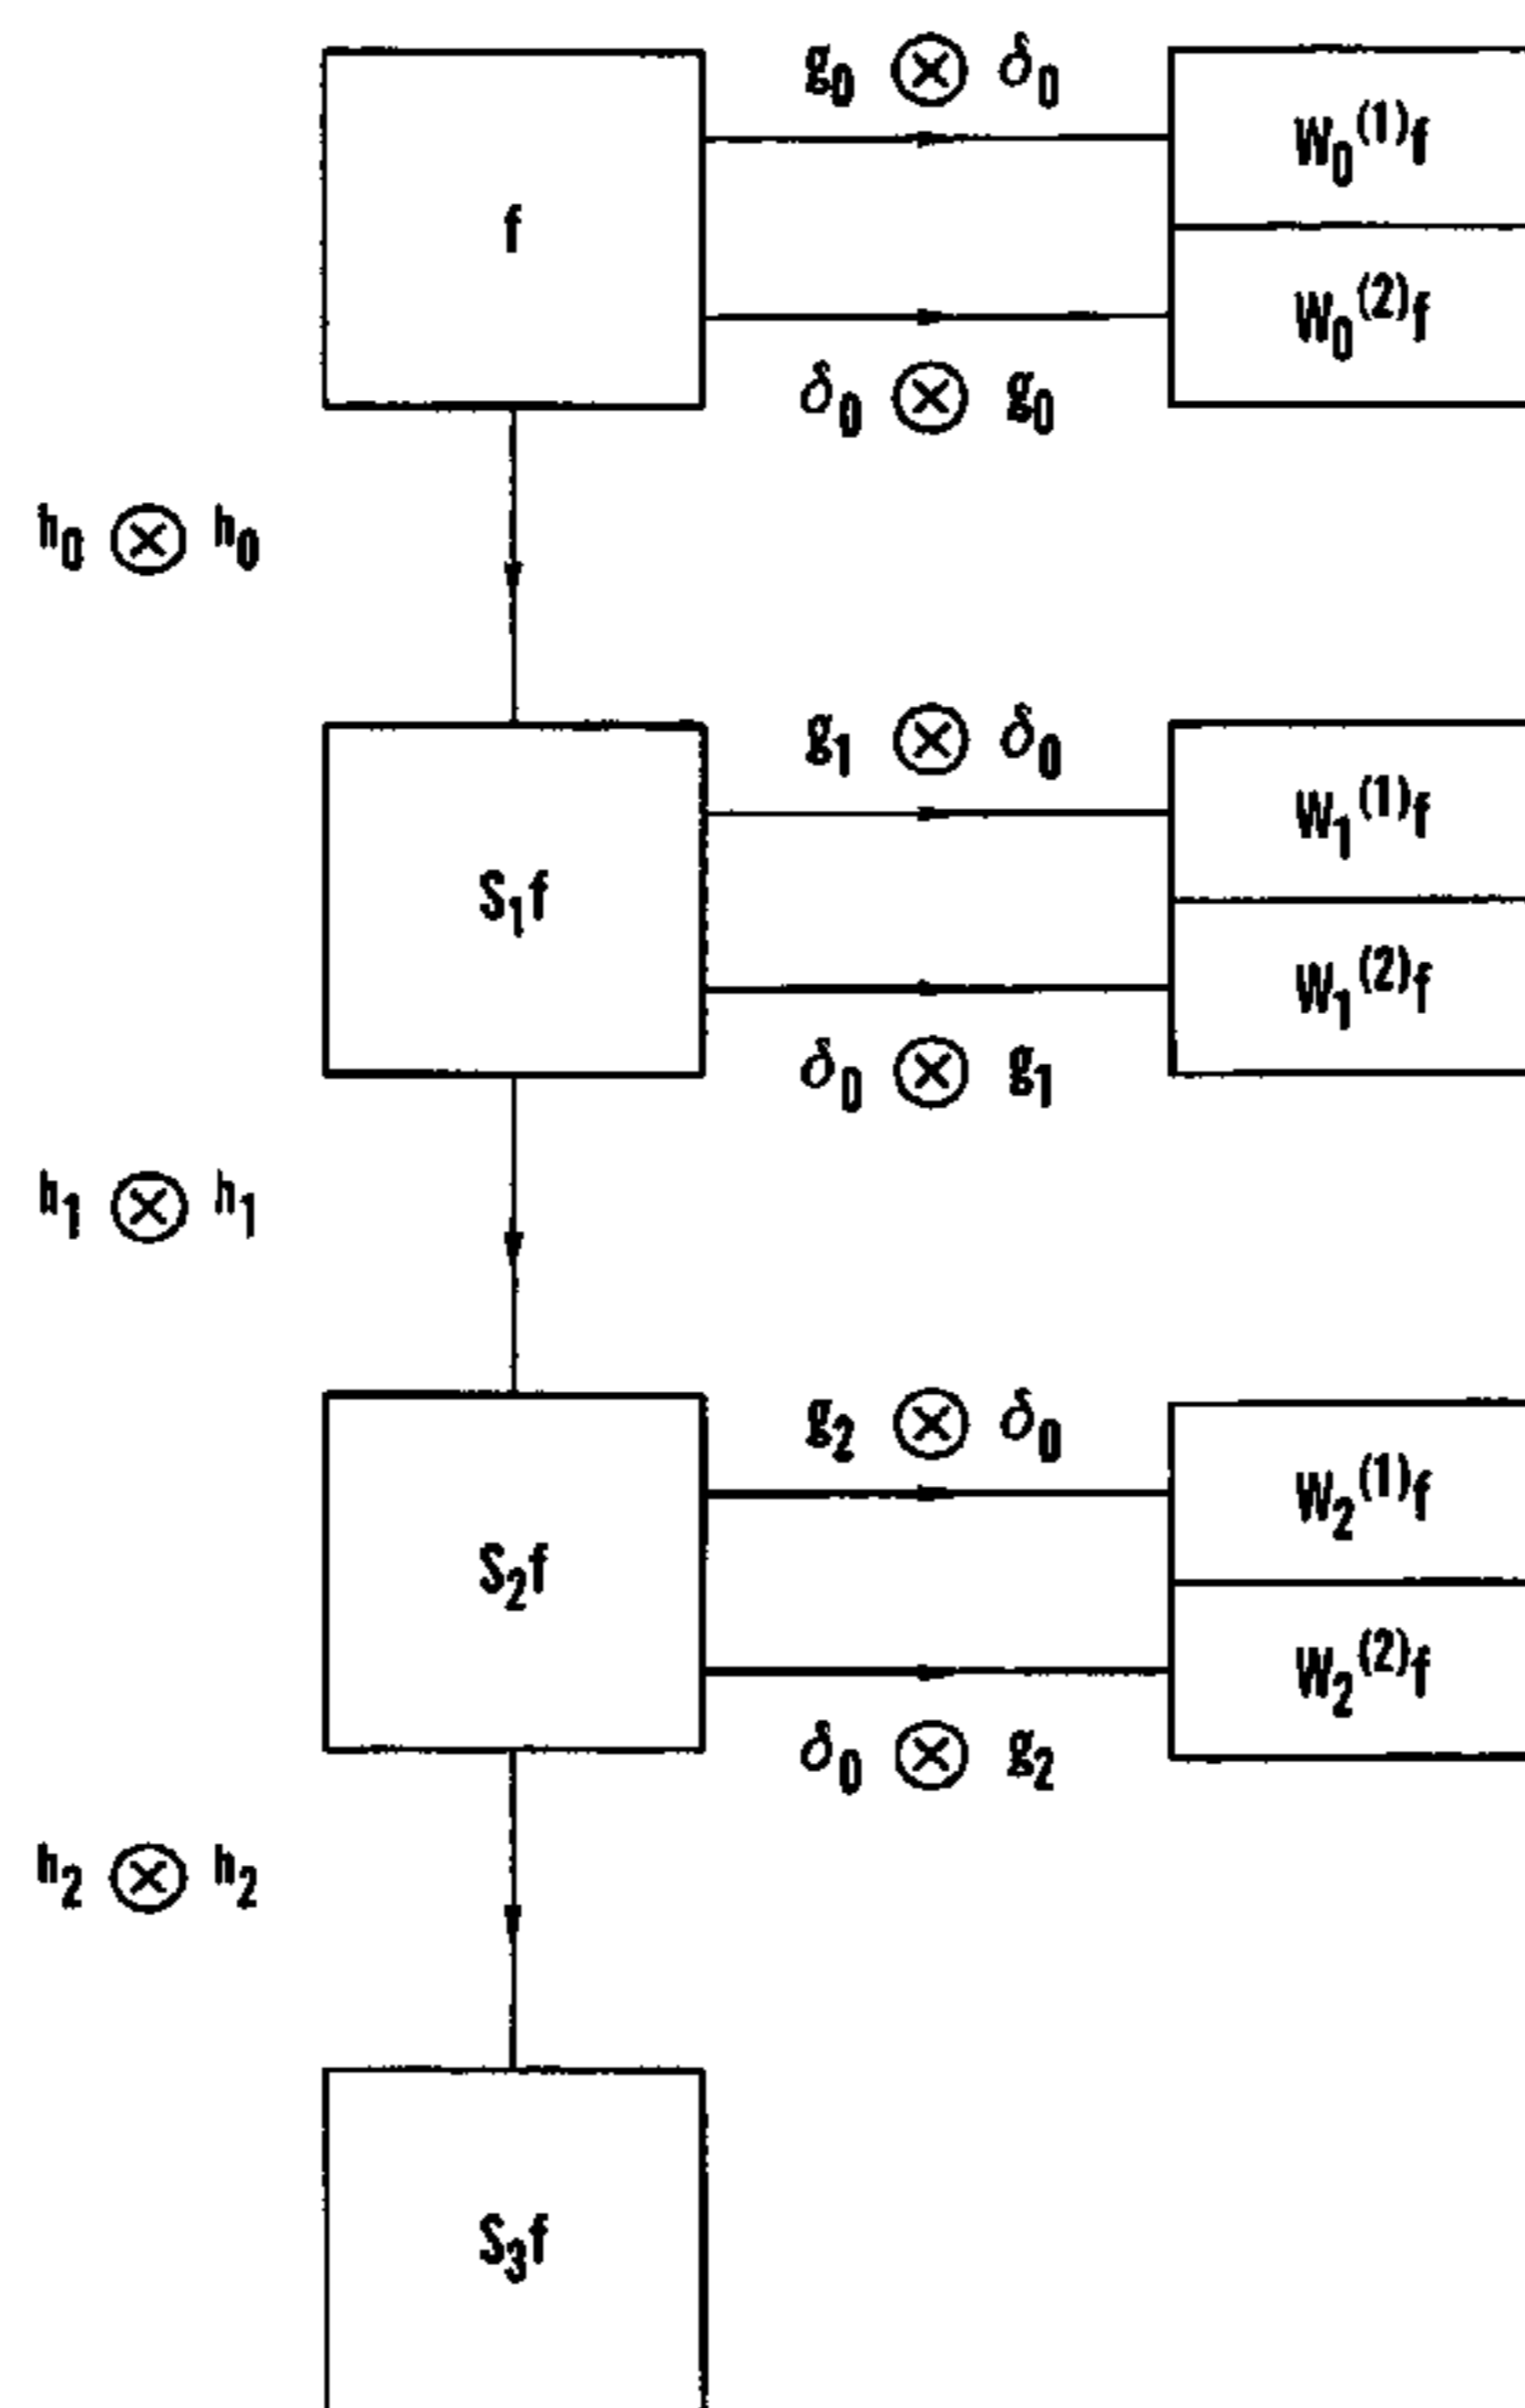 g₀ ⊗ δ₀
W₀⁽¹⁾f
f
W₀⁽²⁾f
δ₀ ⊗ g₀
h₀ ⊗ h₀
g₁ ⊗ δ₀
W₁⁽¹⁾f
S₁f
W₁⁽²⁾f
δ₀ ⊗ g₁
h₁ ⊗ h₁
g₂ ⊗ δ₀
W₂⁽¹⁾f
S₂f
W₂⁽²⁾f
δ₀ ⊗ g₂
h₂ ⊗ h₂
S₃f